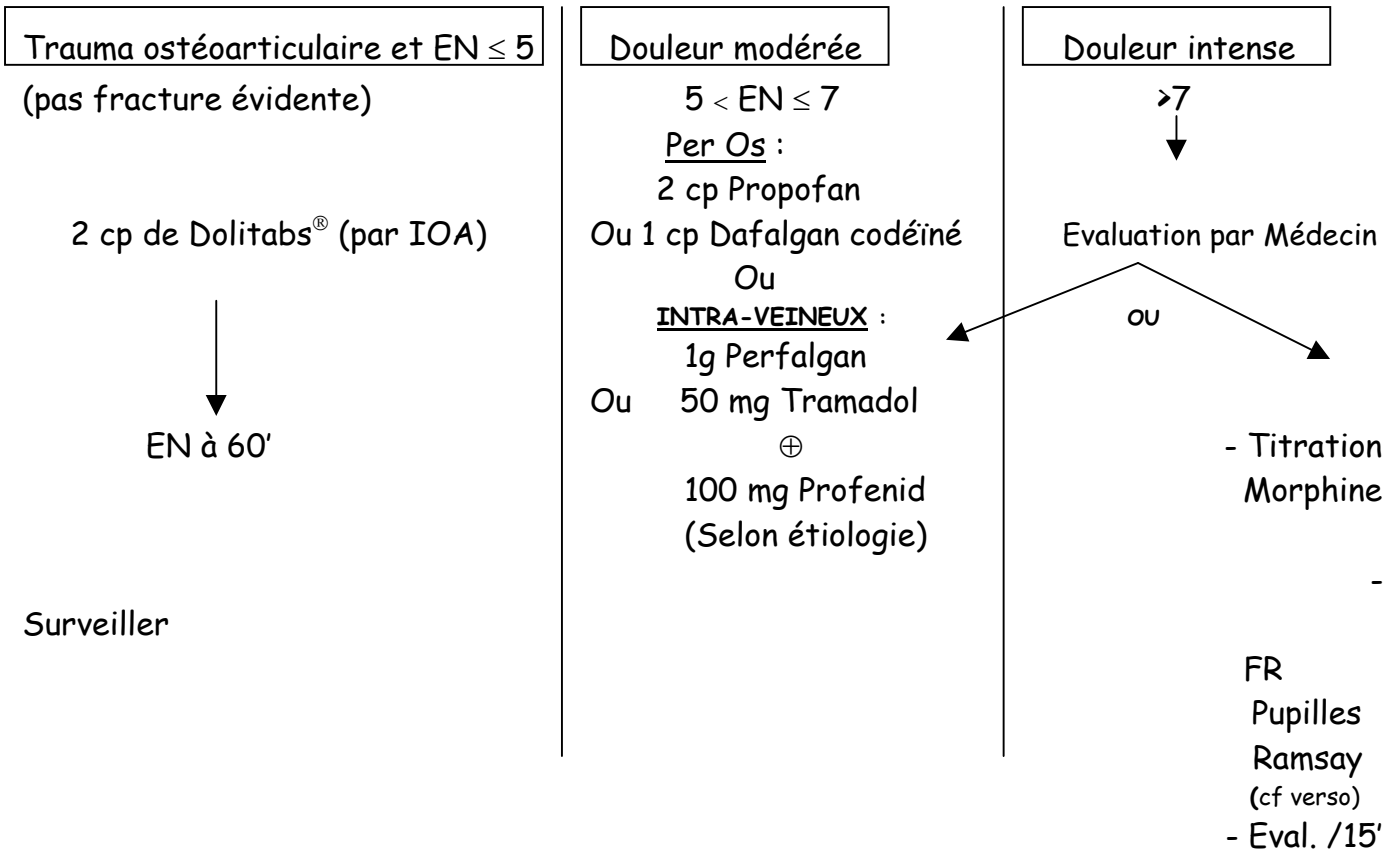 Trauma ostéoarticulaire et EN ≤ 5
(pas fracture évidente)
2 cp de Dolitabs® (par IOA)
EN à 60'
Surveiller
Douleur modérée
5 < EN ≤ 7
Per Os :
2 cp Propofan
Ou 1 cp Dafalgan codéïné
Ou
INTRA-VEINEUX :
1g Perfalgan
Ou 50 mg Tramadol
⊕
100 mg Profenid
(Selon étiologie)
Douleur intense
>7
Evaluation par Médecin
OU
- Titration
Morphine
-
FR
Pupilles
Ramsay
(cf verso)
- Eval. /15'